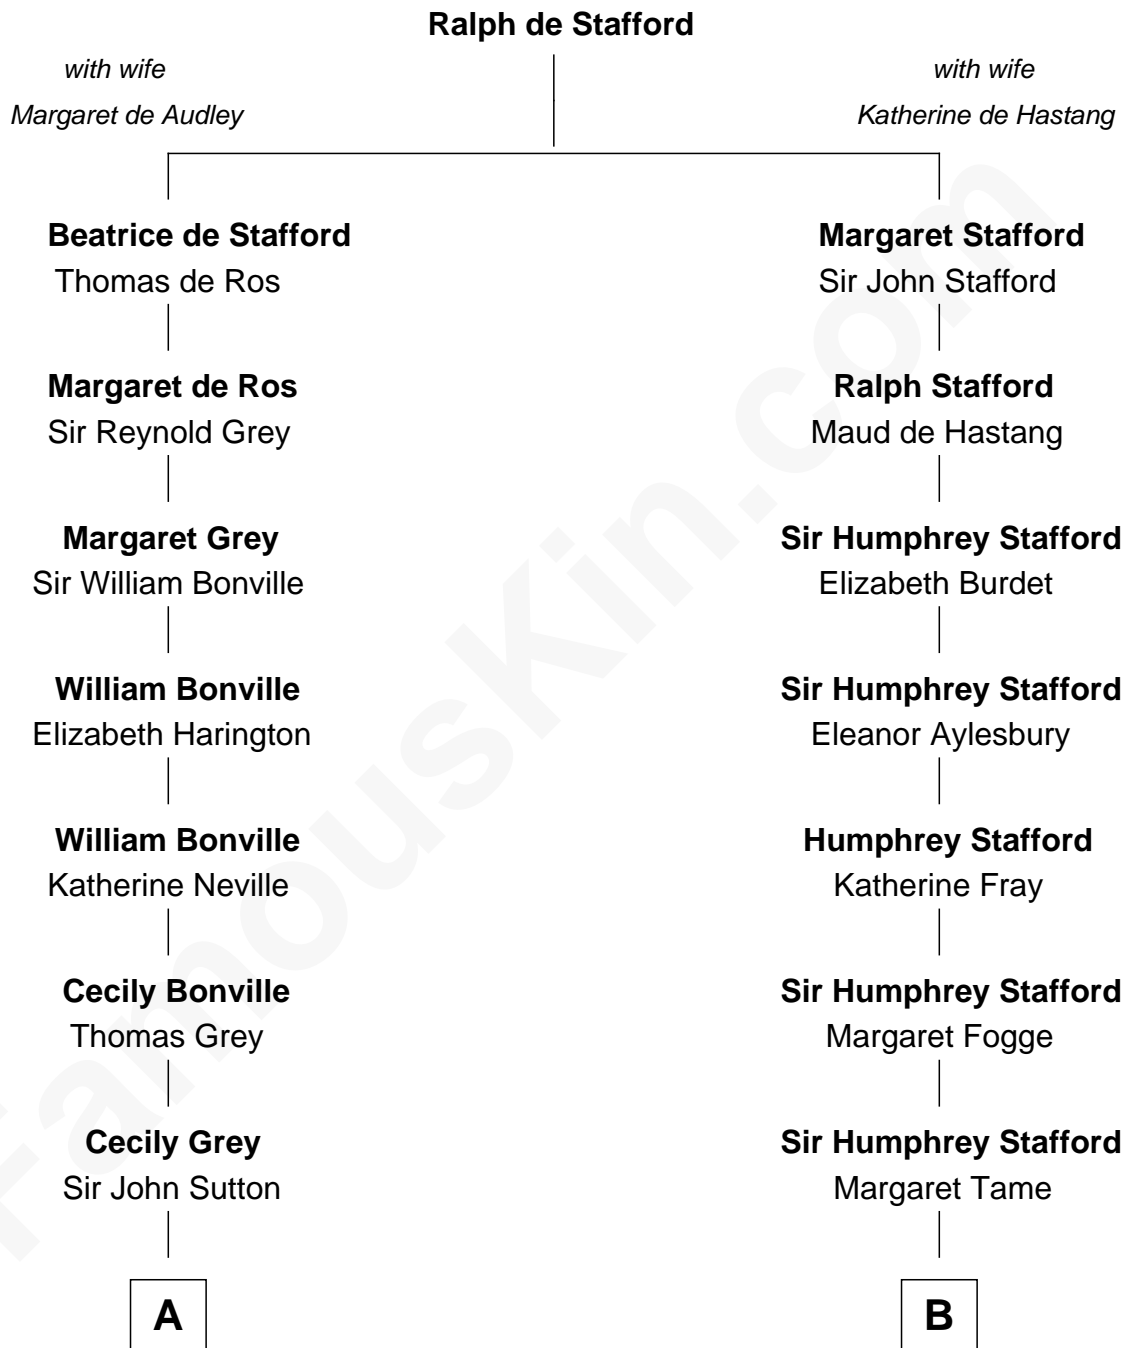 Ralph de Stafford
with wife
Margaret de Audley
with wife
Katherine de Hastang
Beatrice de Stafford
Thomas de Ros
Margaret Stafford
Sir John Stafford
Margaret de Ros
Sir Reynold Grey
Ralph Stafford
Maud de Hastang
Margaret Grey
Sir William Bonville
Sir Humphrey Stafford
Elizabeth Burdet
William Bonville
Elizabeth Harington
Sir Humphrey Stafford
Eleanor Aylesbury
William Bonville
Katherine Neville
Humphrey Stafford
Katherine Fray
Cecily Bonville
Thomas Grey
Sir Humphrey Stafford
Margaret Fogge
Cecily Grey
Sir John Sutton
Sir Humphrey Stafford
Margaret Tame
A
B
FamousKin.com